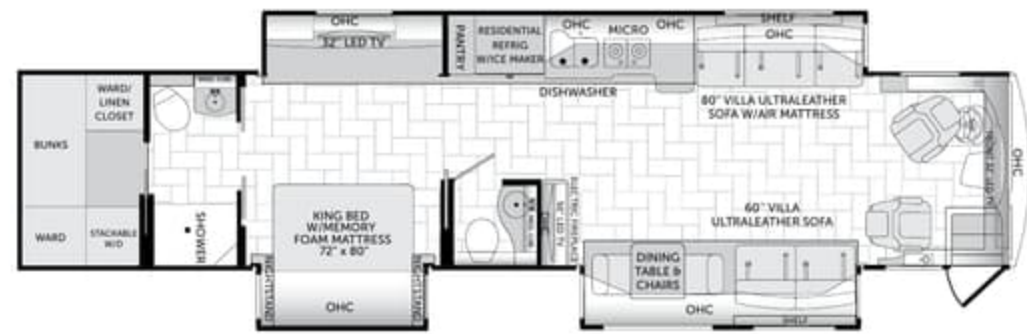 OHC
32" LED TV
PANTRY
RESIDENTIAL
REFRIG
W/ICE MAKER
OHC
MICRO
OHC
SHELF
OHC
DISHWASHER
80" VILLA ULTRALEATHER
SOFA W/AIR MATTRESS
WARD/
LINEN
CLOSET
BUNKS
WARD
STACKABLE
W/D
SHOWER
KING BED
W/MEMORY
FOAM MATTRESS
72" x 80"
NIGHTSTAND
OHC
NIGHTSTAND
ELECTRIC FIREPLACE
LED TV
60" VILLA
ULTRALEATHER SOFA
DINING
TABLE &
CHAIRS
OHC
SHELF
OHC